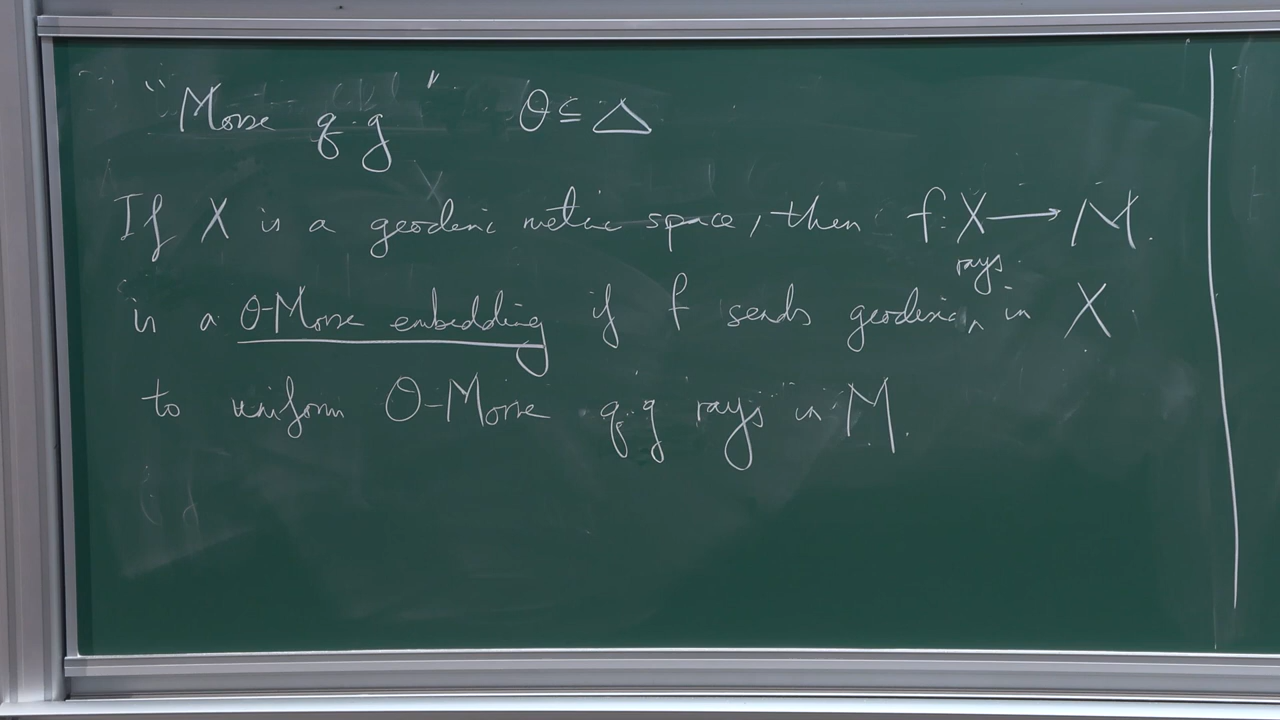 "Morse q.g" Θ ⊆ Δ
If X is a geodesic metric space, then f: X ⟶ M.
is a Θ-Morse embedding if f sends geodesic ‸ rays in X.
to uniform Θ-Morse q.g rays in M.